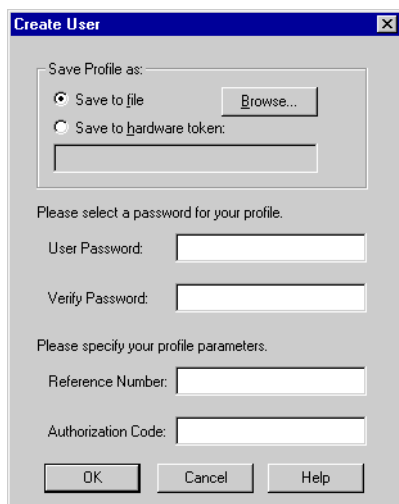 Create User
Save Profile as:
Save to file
Browse...
Save to hardware token:
Please select a password for your profile.
User Password:
Verify Password:
Please specify your profile parameters.
Reference Number:
Authorization Code:
OK Cancel Help